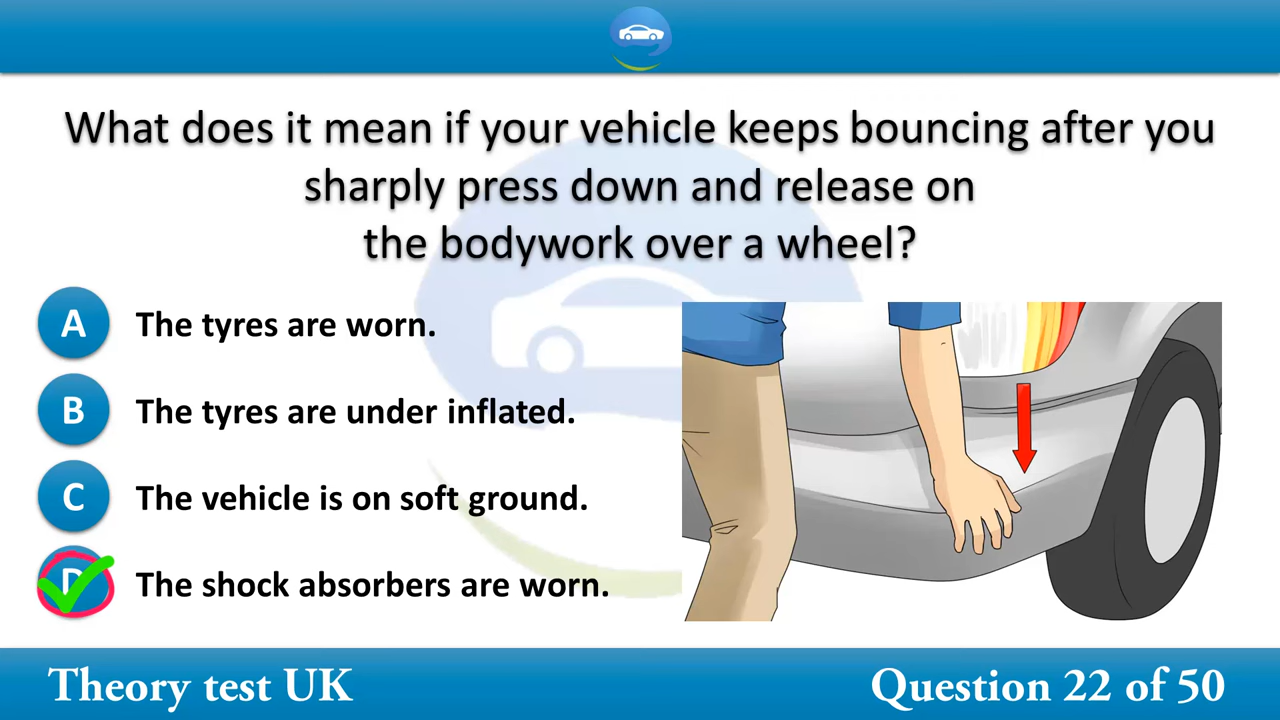 What does it mean if your vehicle keeps bouncing after you
sharply press down and release on
the bodywork over a wheel?
A The tyres are worn.
B The tyres are under inflated.
C The vehicle is on soft ground.
D The shock absorbers are worn.
Theory test UK
Question 22 of 50